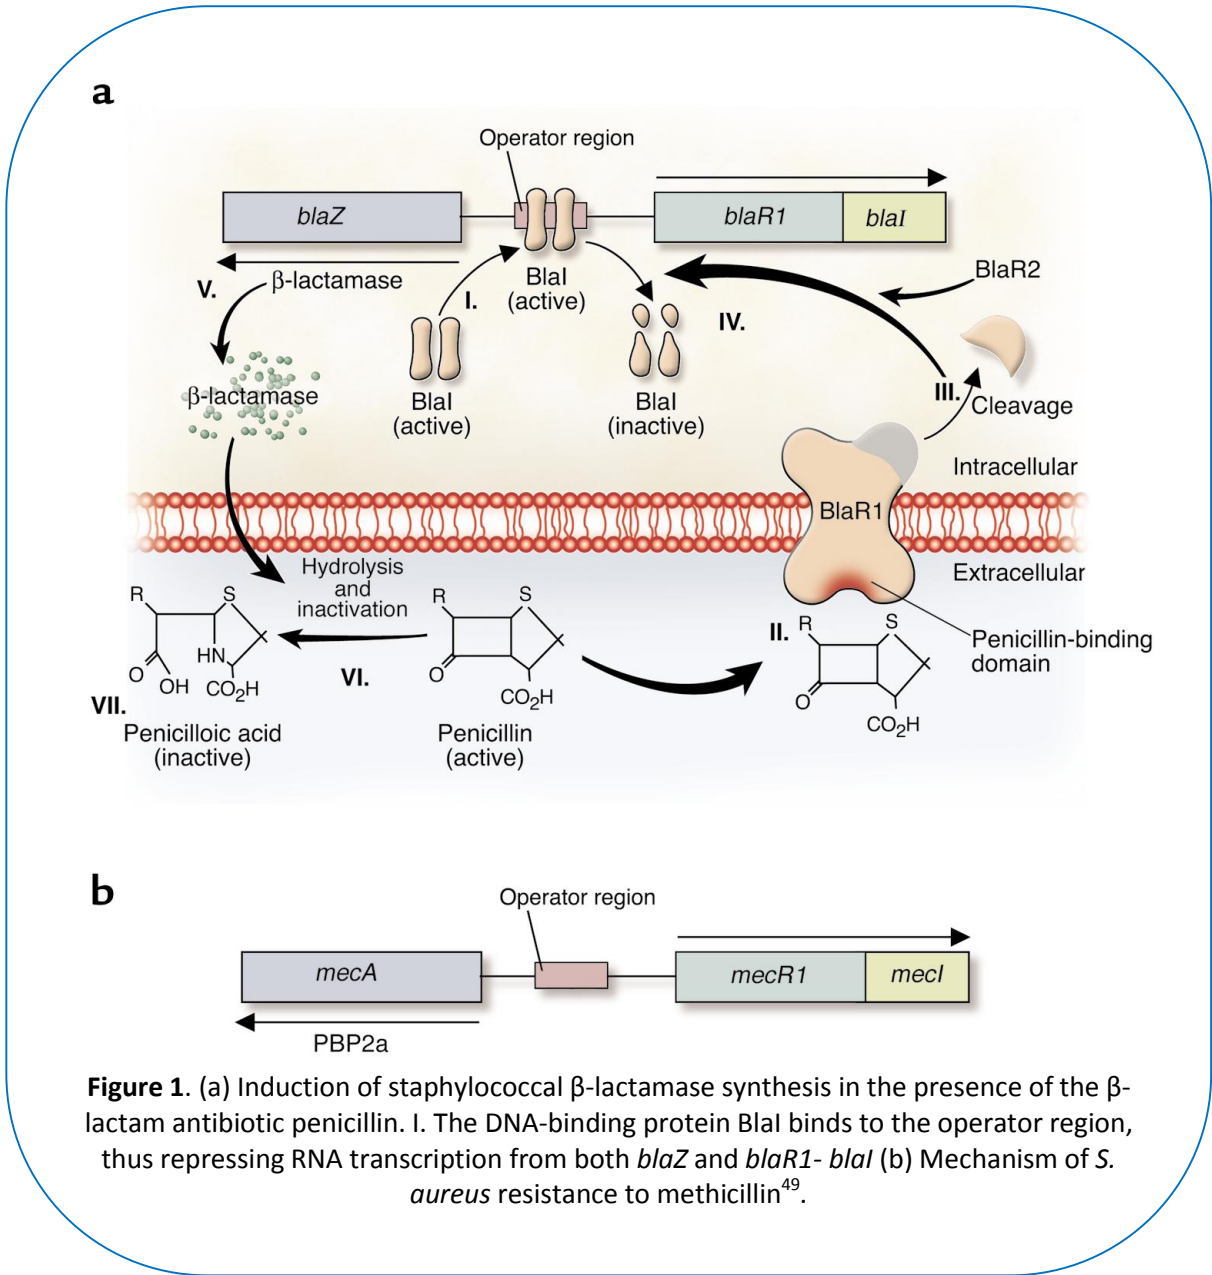 a
Operator region
blaZ
blaR1
blaI
BlaR2
V.
β-lactamase
I.
BlaI
(active)
IV.
β-lactamase
BlaI
(active)
BlaI
(inactive)
III.
Cleavage
Intracellular
BlaR1
Extracellular
Hydrolysis
and
inactivation
R
S
HN
O
OH
CO2H
VII.
Penicilloic acid
(inactive)
VI.
R
S
O
CO2H
Penicillin
(active)
II.
R
S
O
CO2H
Penicillin-binding
domain
b
Operator region
mecA
mecR1
mecI
PBP2a
Figure 1. (a) Induction of staphylococcal β-lactamase synthesis in the presence of the β-
lactam antibiotic penicillin. I. The DNA-binding protein BlaI binds to the operator region,
thus repressing RNA transcription from both blaZ and blaR1- blaI (b) Mechanism of S.
aureus resistance to methicillin49.